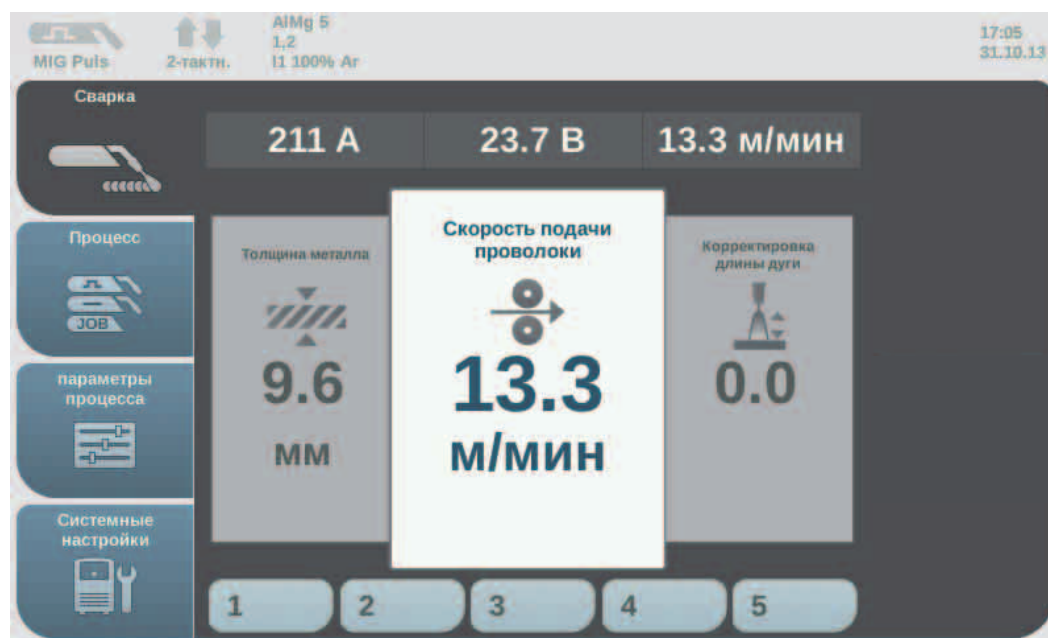 MIG Puls
2-тактн.
AlMg 5
1,2
I1 100% Ar
17:05
31.10.13
Сварка
211 A
23.7 В
13.3 м/мин
Процесс
JOB
параметры
процесса
Системные
настройки
Толщина металла
9.6
мм
Скорость подачи
проволоки
13.3
м/мин
Корректировка
длины дуги
0.0
1
2
3
4
5